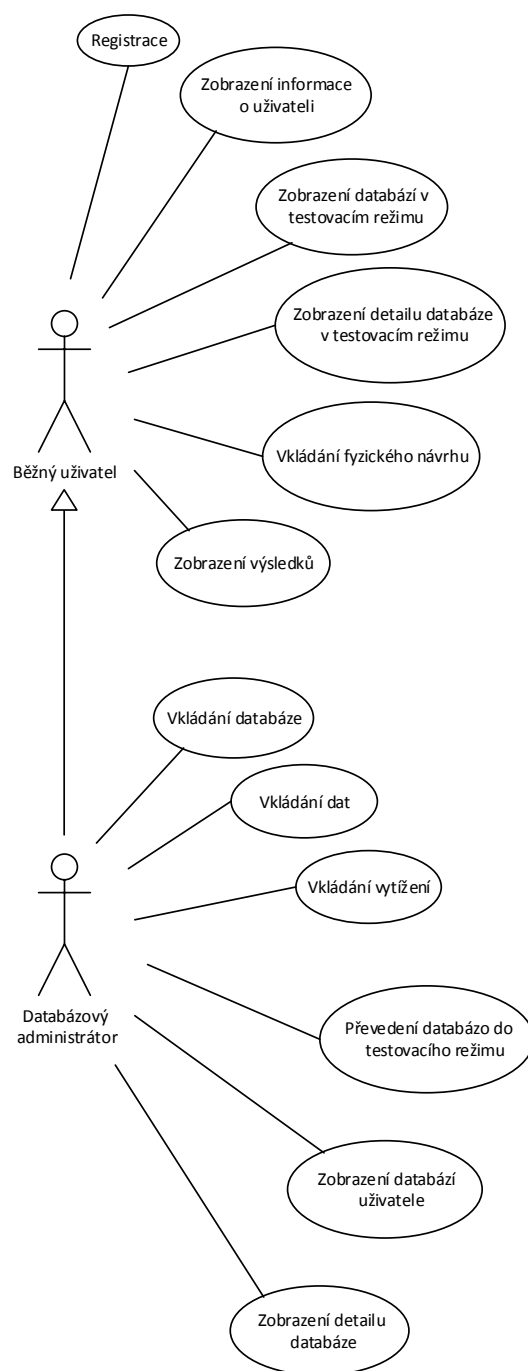 Registrace
Zobrazení informace
o uživateli
Zobrazení databází v
testovacím režimu
Zobrazení detailu databáze
v testovacím režimu
Běžný uživatel
Vkládání fyzického návrhu
Zobrazení výsledků
Vkládání databáze
Vkládání dat
Vkládání vytížení
Databázový
administrátor
Převedení databázo do
testovacího režimu
Zobrazení databází
uživatele
Zobrazení detailu
databáze